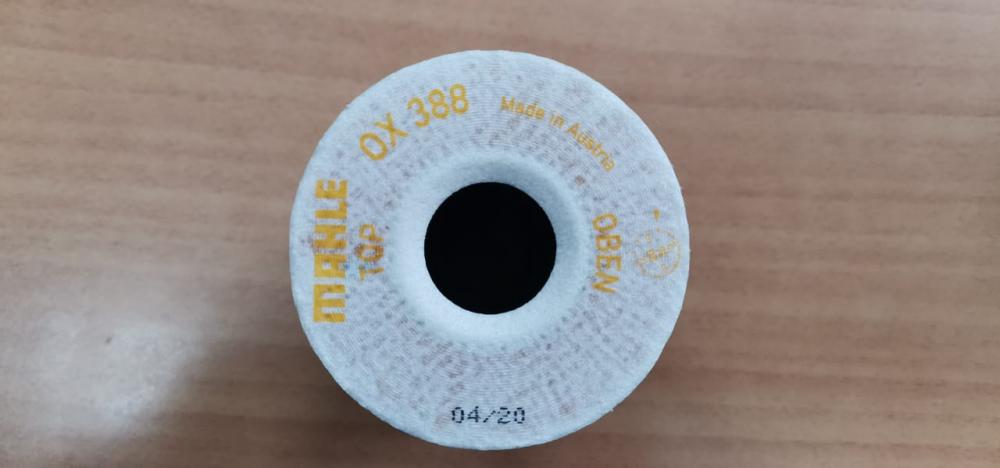 MAHLE
TOP
OX 388
Made in Austria
OBEN
04/20